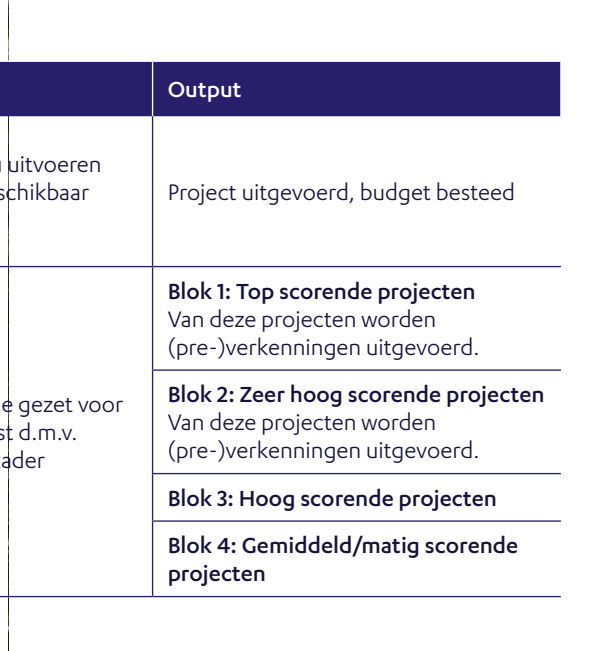 Output
uitvoeren
schikbaar
Project uitgevoerd, budget besteed
e gezet voor
st d.m.v.
ader
Blok 1: Top scorende projecten
Van deze projecten worden
(pre-)verkenningen uitgevoerd.
Blok 2: Zeer hoog scorende projecten
Van deze projecten worden
(pre-)verkenningen uitgevoerd.
Blok 3: Hoog scorende projecten
Blok 4: Gemiddeld/matig scorende
projecten